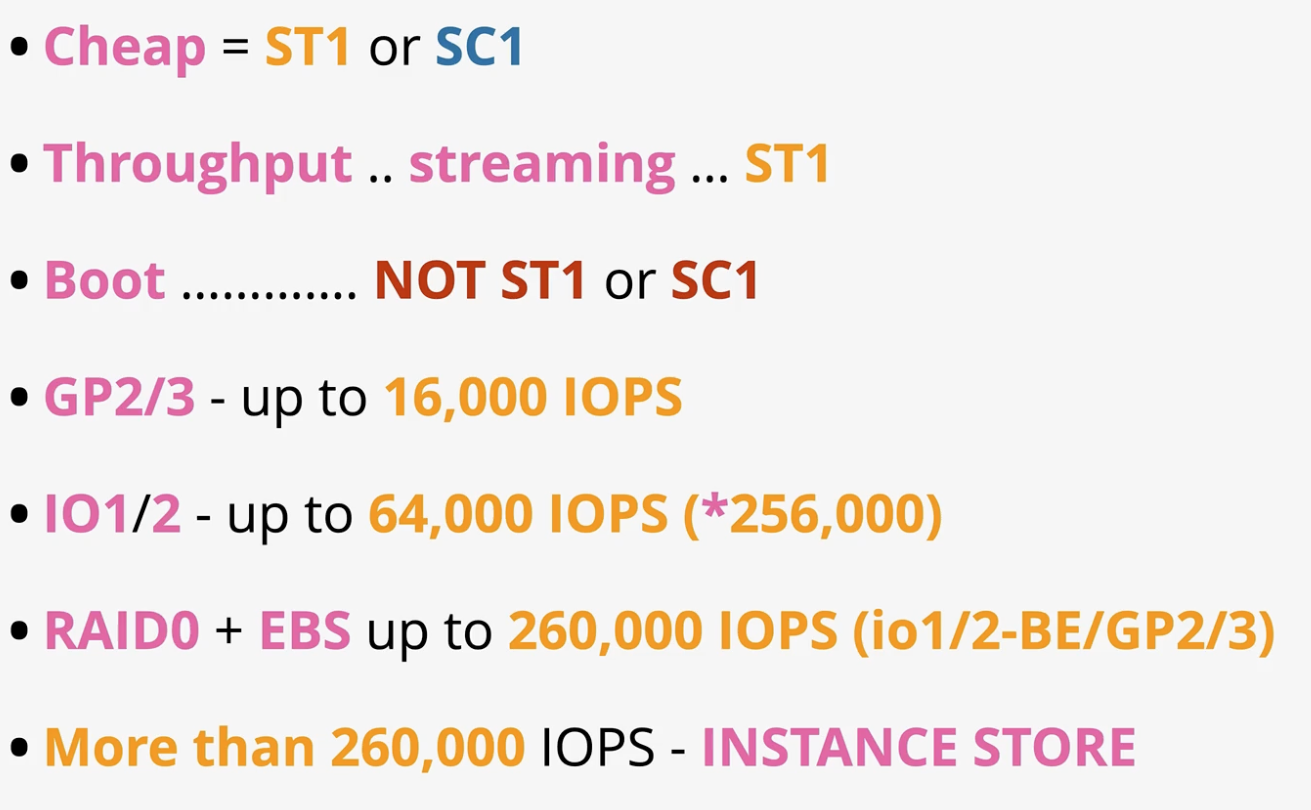 • Cheap = ST1 or SC1
• Throughput .. streaming ... ST1
• Boot ............. NOT ST1 or SC1
• GP2/3 - up to 16,000 IOPS
• IO1/2 - up to 64,000 IOPS (*256,000)
• RAID0 + EBS up to 260,000 IOPS (io1/2-BE/GP2/3)
• More than 260,000 IOPS - INSTANCE STORE